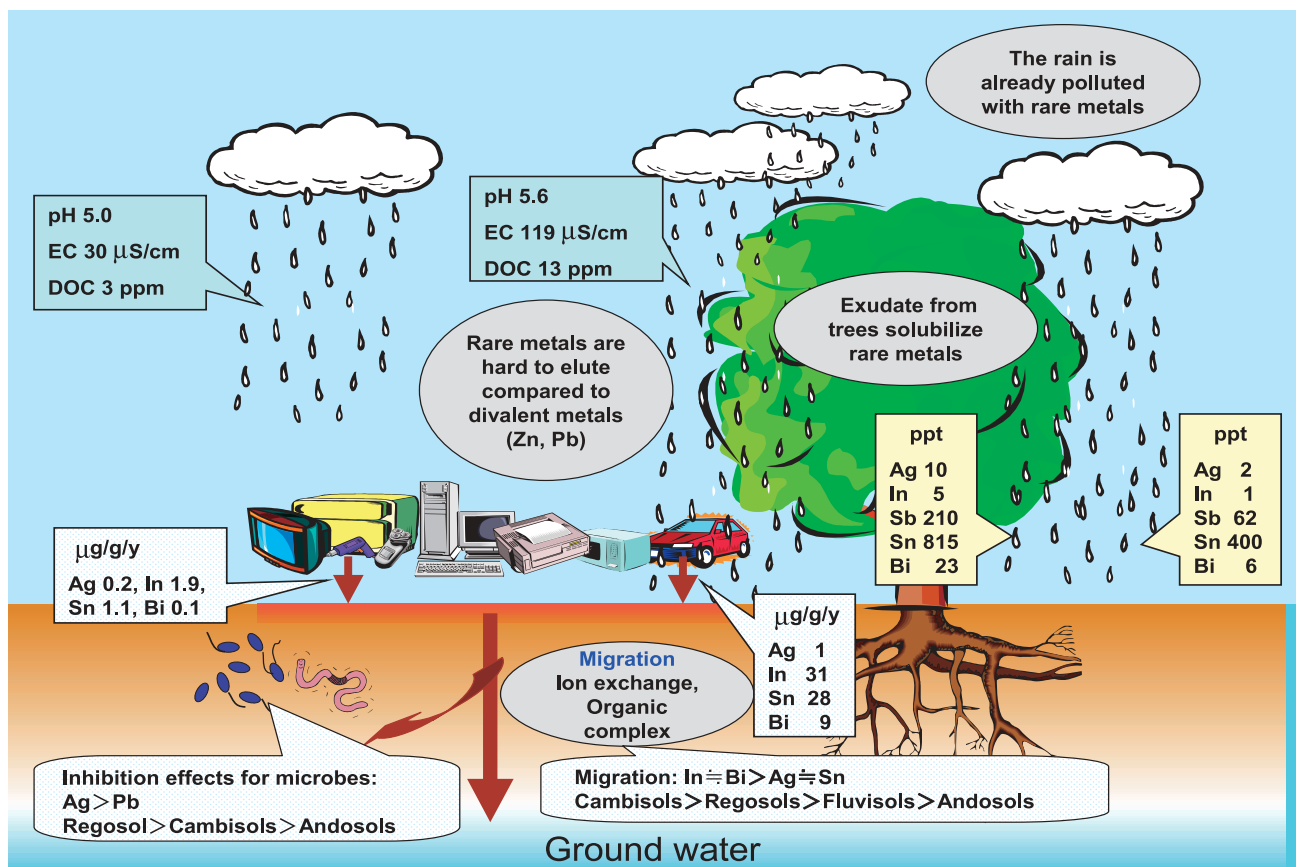 The rain is
already polluted
with rare metals
pH 5.0
EC 30 μS/cm
DOC 3 ppm
pH 5.6
EC 119 μS/cm
DOC 13 ppm
Exudate from
trees solubilize
rare metals
Rare metals are
hard to elute
compared to
divalent metals
(Zn, Pb)
ppt
Ag 10
In 5
Sb 210
Sn 815
Bi 23
ppt
Ag 2
In 1
Sb 62
Sn 400
Bi 6
μg/g/y
Ag 0.2, In 1.9,
Sn 1.1, Bi 0.1
μg/g/y
Ag 1
In 31
Sn 28
Bi 9
Migration
Ion exchange,
Organic
complex
Inhibition effects for microbes:
Ag>Pb
Regosol>Cambisols>Andosols
Migration: In≒Bi>Ag≒Sn
Cambisols>Regosols>Fluvisols>Andosols
Ground water